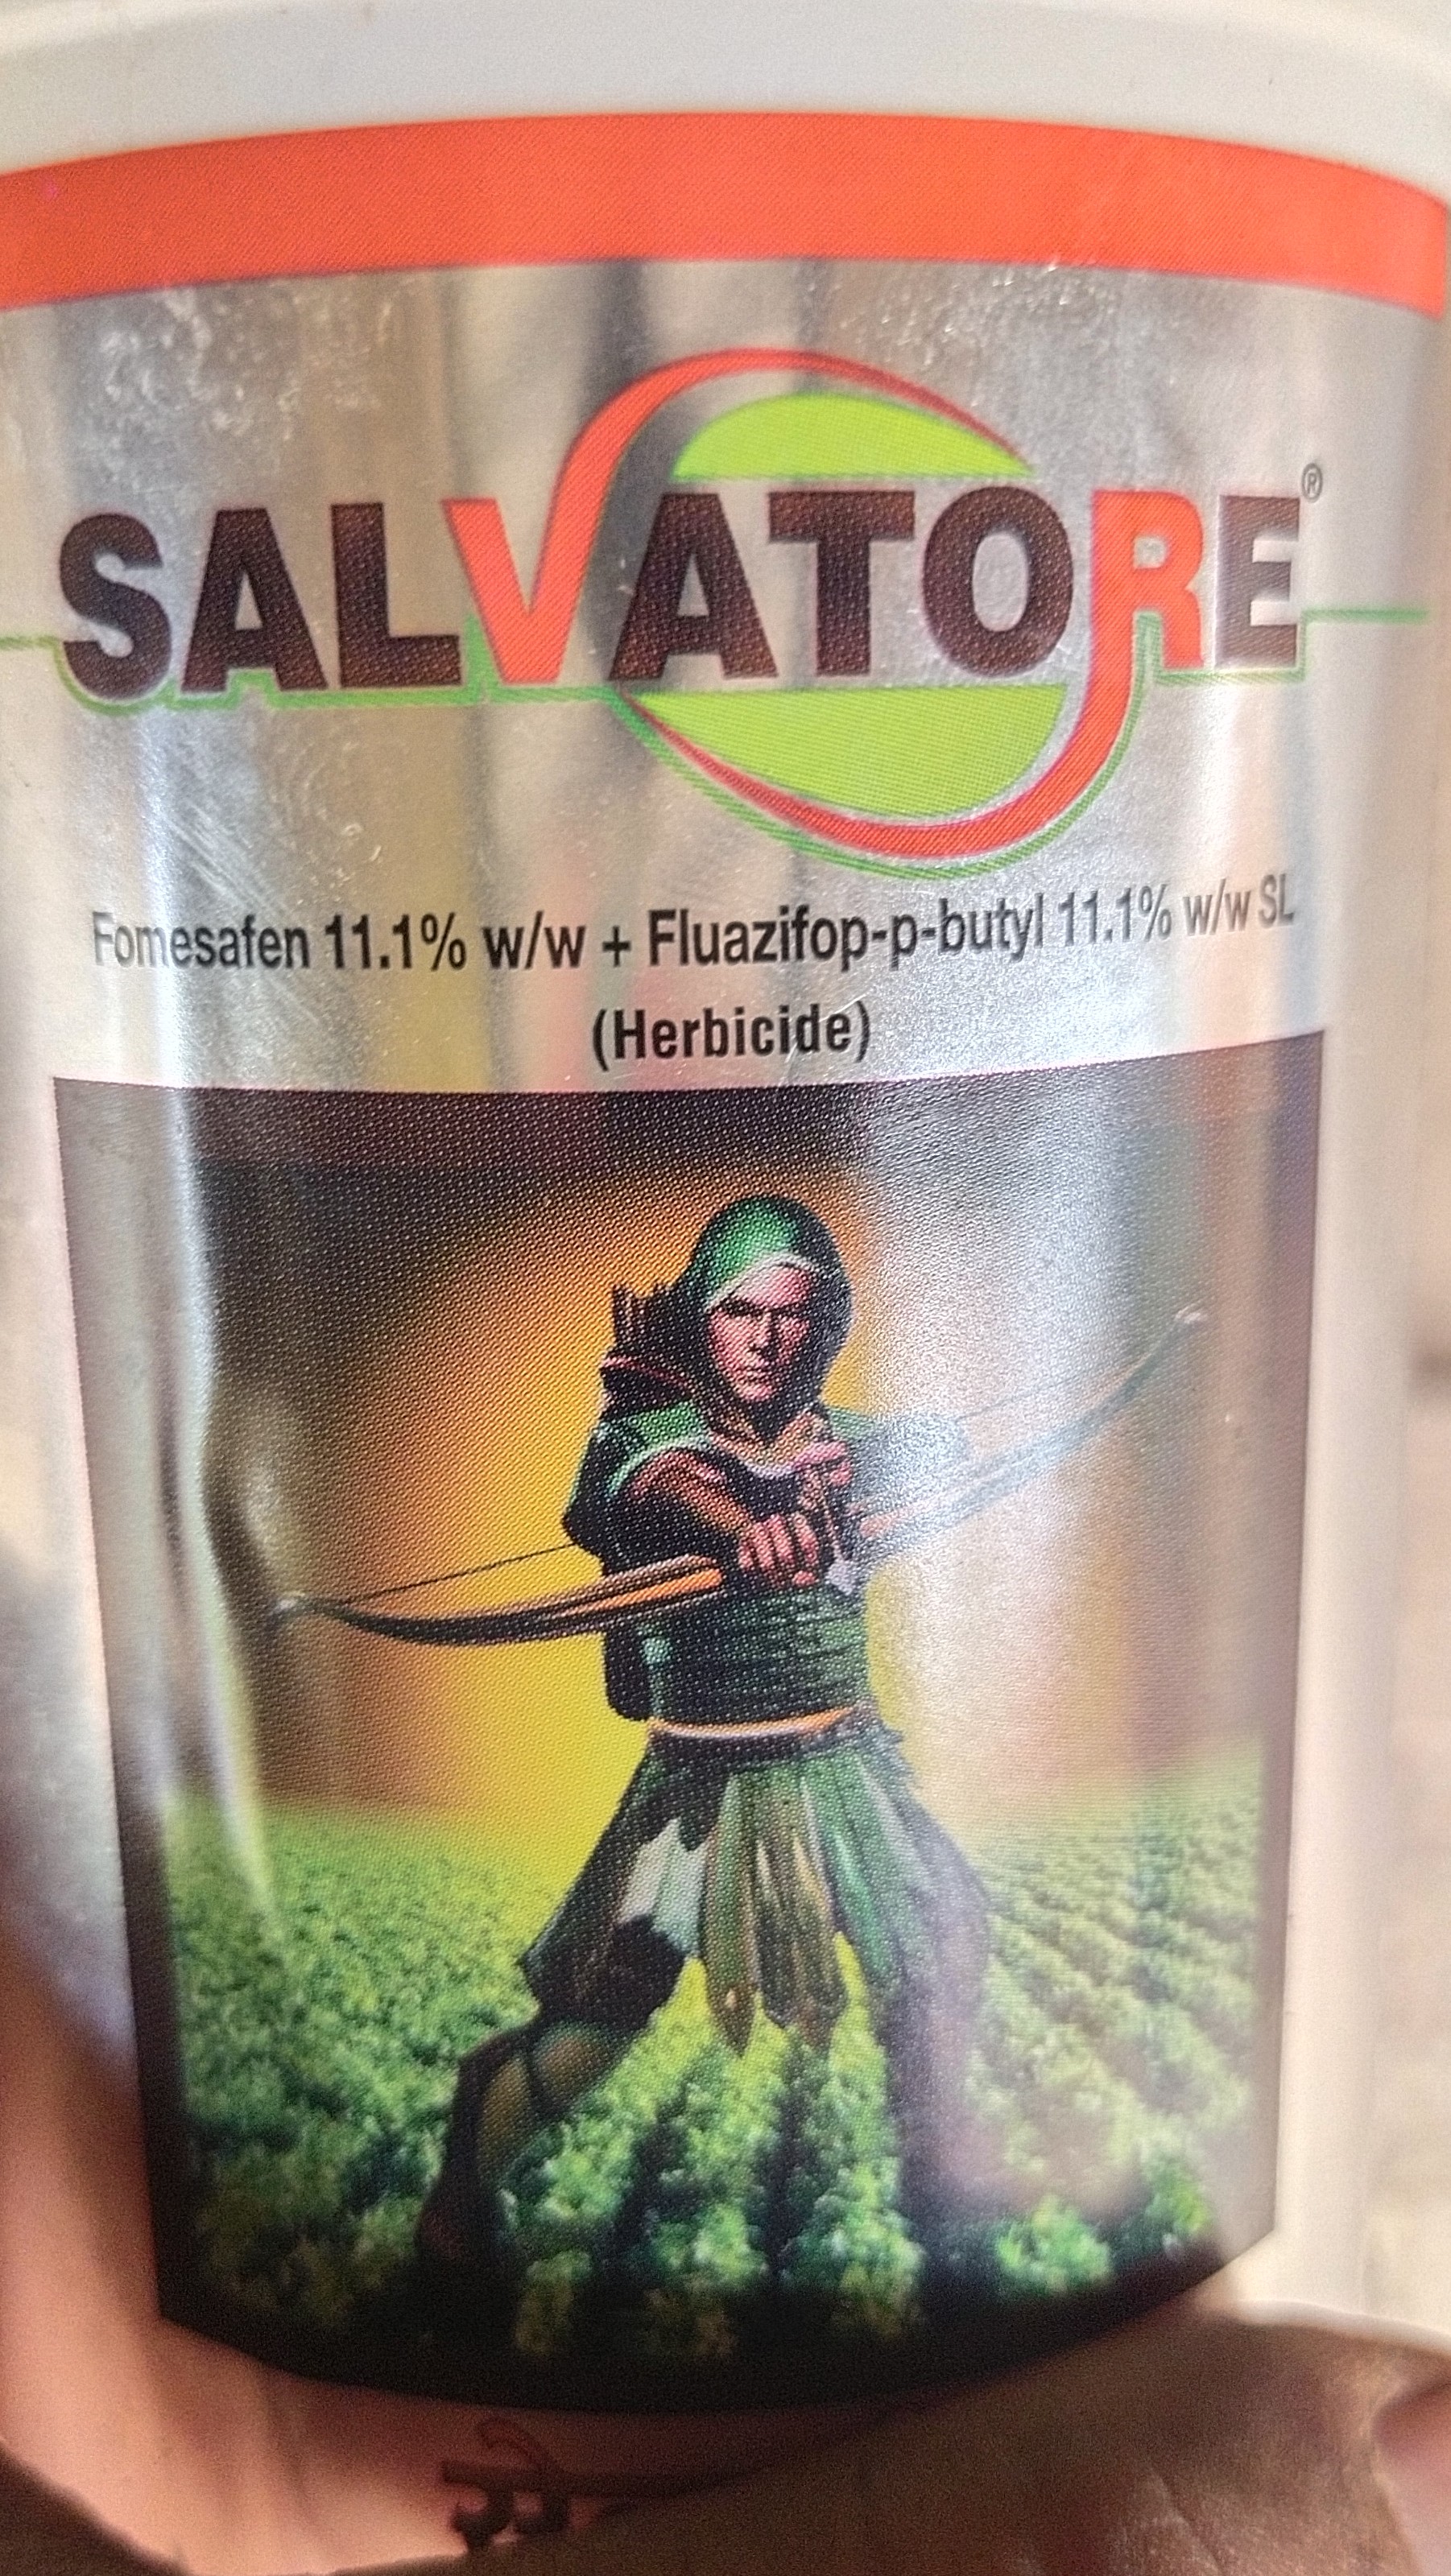 SALVATORE®
Fomesafen 11.1% w/w + Fluazifop-p-butyl 11.1% w/w SL
(Herbicide)